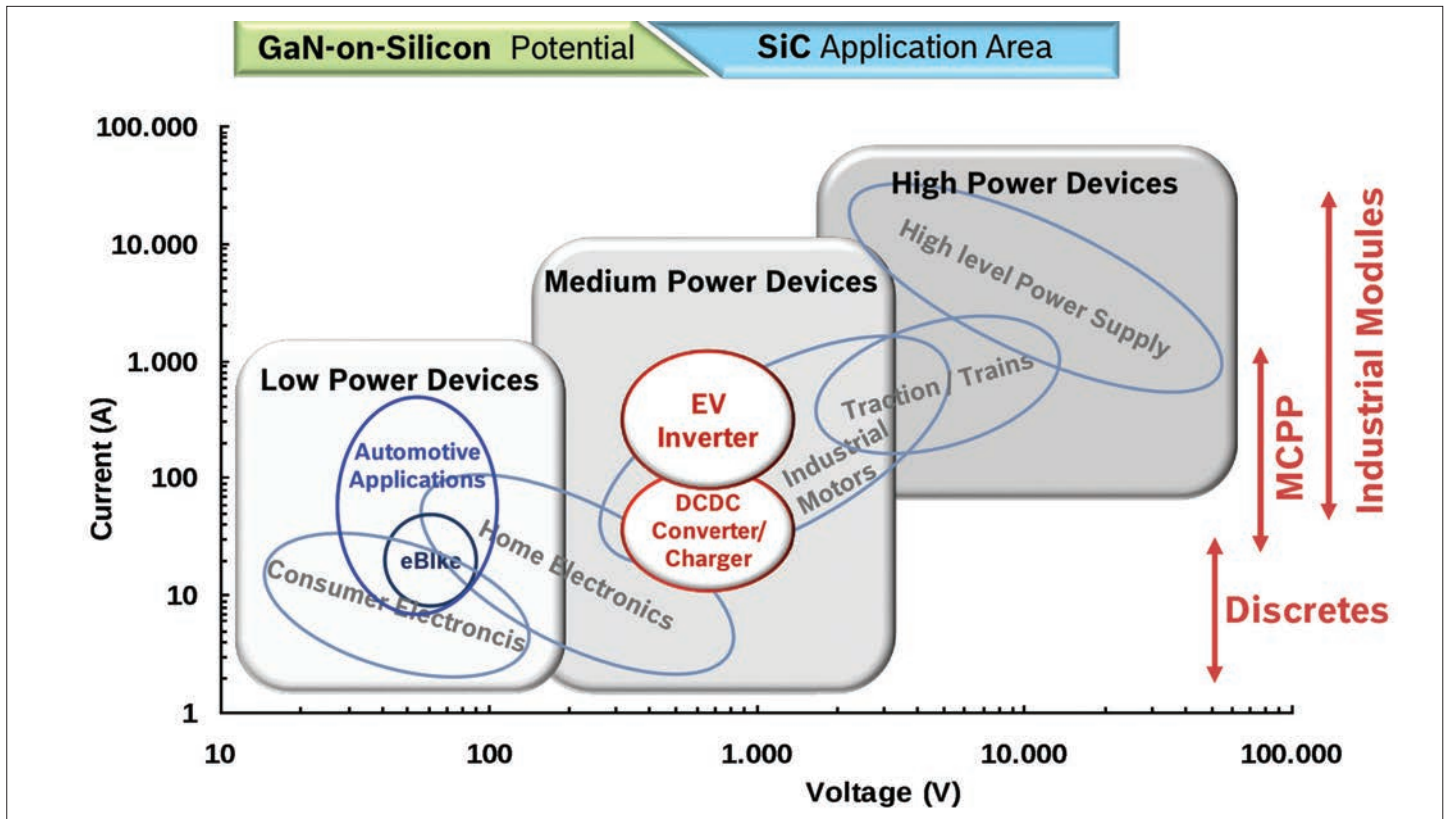 GaN-on-Silicon Potential
SiC Application Area
100.000
10.000
1.000
100
10
1
Current (A)
High Power Devices
High level Power Supply
Medium Power Devices
Traction / Trains
Industrial
Motors
EV
Inverter
DCDC
Converter/
Charger
Low Power Devices
Automotive
Applications
eBIke
Home Electronics
Consumer Electroncis
Industrial Modules
MCPP
Discretes
10
100
1.000
10.000
100.000
Voltage (V)